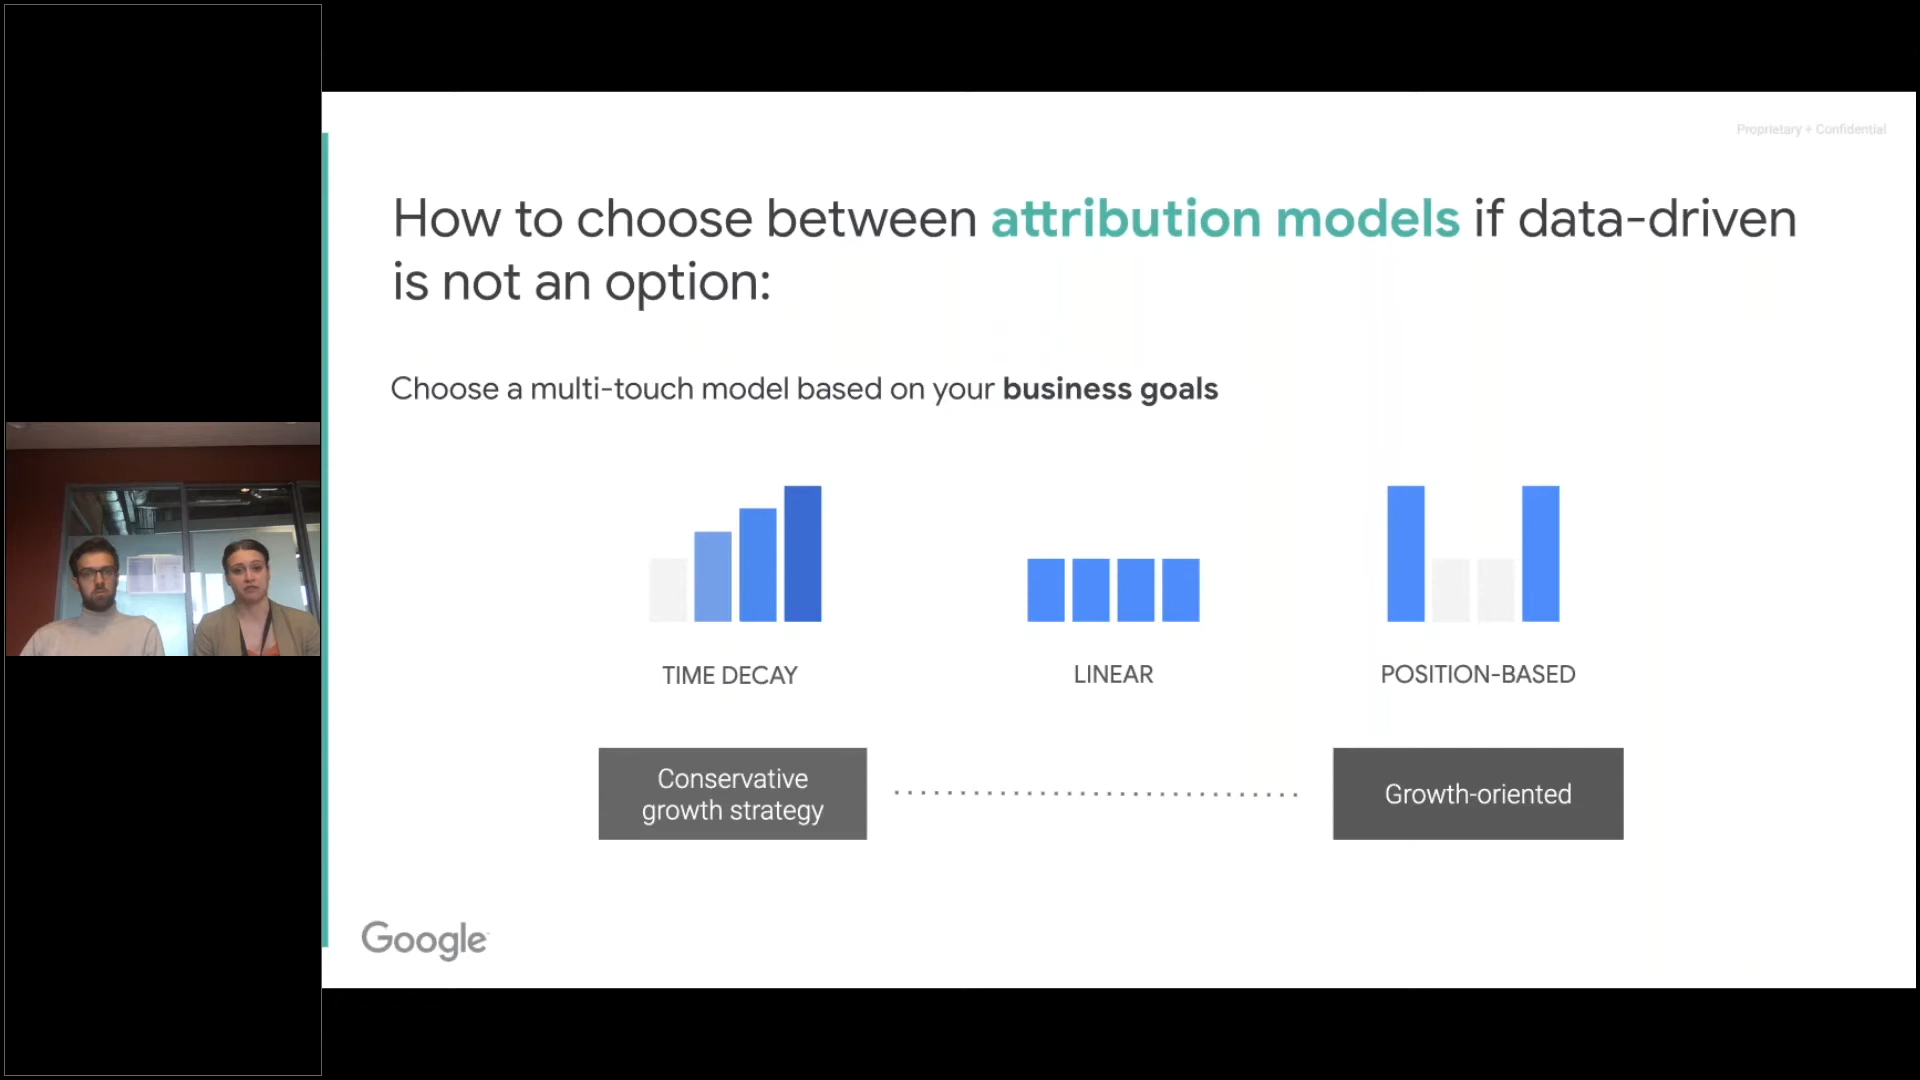 Proprietary + Confidential
How to choose between attribution models if data-driven
is not an option:
Choose a multi-touch model based on your business goals
TIME DECAY
LINEAR
POSITION-BASED
Conservative
growth strategy
Growth-oriented
Google